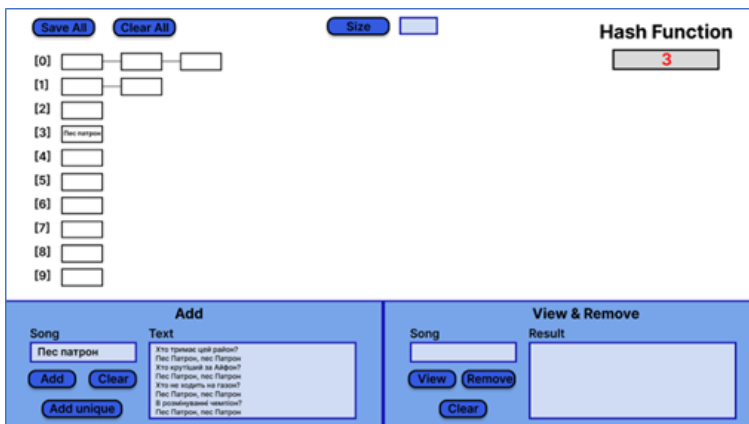 Save All Clear All Size Hash Function
3
[0]
[1]
[2]
[3] Пес патрон
[4]
[5]
[6]
[7]
[8]
[9]
Add
Song Text
Пес патрон
Хто тримає цей район?
Пес Патрон, пес Патрон
Хто крутіший за Айфон?
Пес Патрон, пес Патрон
Хто не ходить на газон?
Пес Патрон, пес Патрон
В розмінуванні чемпіон?
Пес Патрон, пес Патрон
Add Clear
Add unique
View & Remove
Song Result
View Remove
Clear